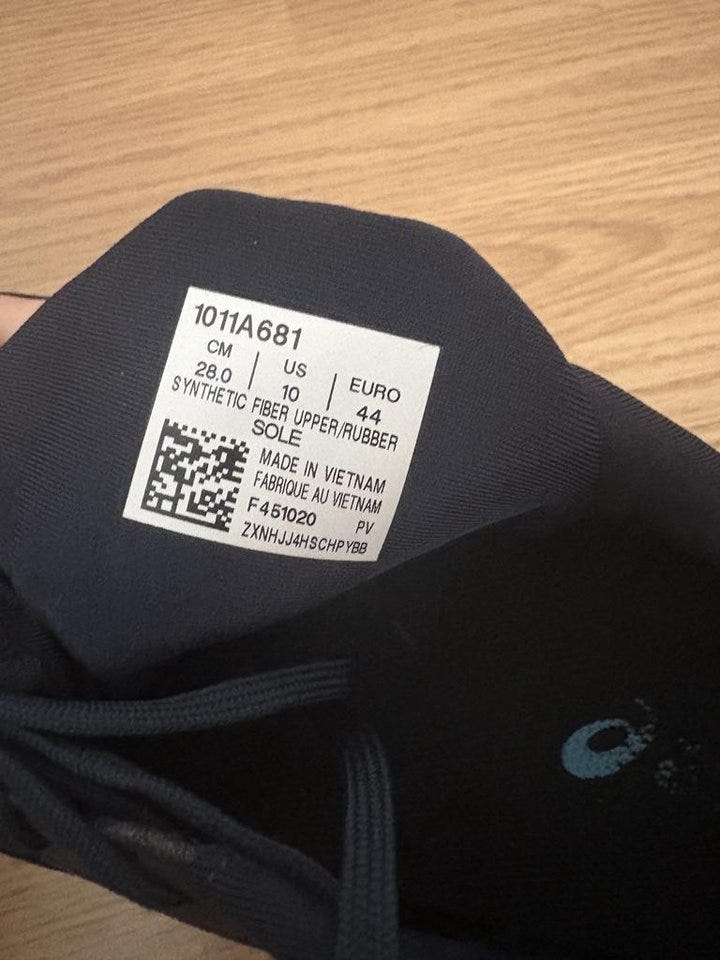 1011A681
CM | US | EURO
28.0 | 10 | 44
SYNTHETIC FIBER UPPER/RUBBER
SOLE
MADE IN VIETNAM
FABRIQUE AU VIETNAM
F451020 PV
ZXNHJJ4HSCHPYBB